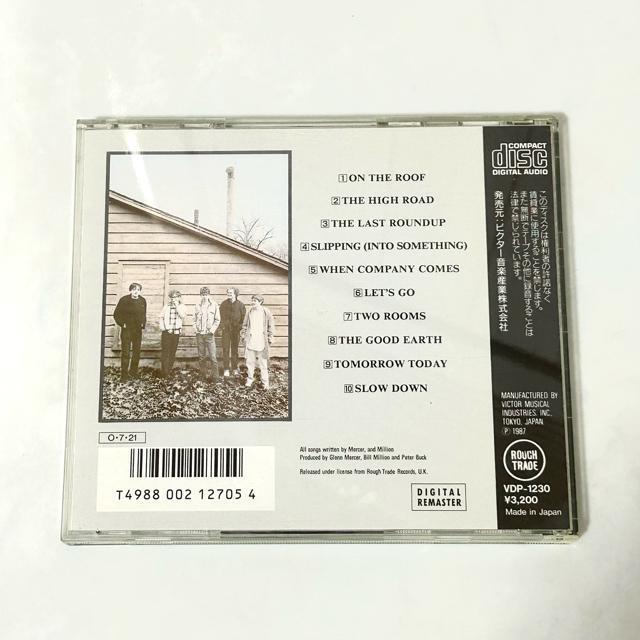 1 ON THE ROOF
2 THE HIGH ROAD
3 THE LAST ROUNDUP
4 SLIPPING (INTO SOMETHING)
5 WHEN COMPANY COMES
6 LET'S GO
7 TWO ROOMS
8 THE GOOD EARTH
9 TOMORROW TODAY
10 SLOW DOWN
O・7・21
T4988 002 12705 4
All songs written by Mercer, and Million
Produced by Glenn Mercer, Bill Million and Peter Buck
Released under license from Rough Trade Records, U.K.
DIGITAL
REMASTER
COMPACT
disc
DIGITAL AUDIO
このディスクは権利者の許諾なく
賃貸業に使用することを禁じます。
また無断でテープその他に録音することは
法律で禁じられています。
発売元:ビクター音楽産業株式会社
MANUFACTURED BY
VICTOR MUSICAL
INDUSTRIES, INC.
TOKYO, JAPAN
Ⓟ 1987
ROUGH
TRADE
VDP-1230
¥3,200
Made in Japan